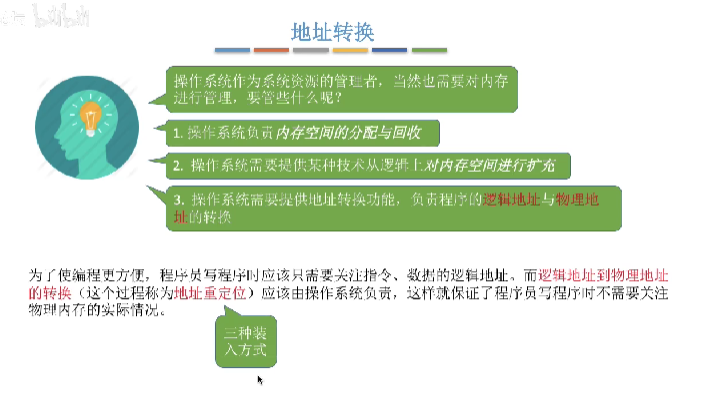 bilibili
地址转换
操作系统作为系统资源的管理者，当然也需要对内存
进行管理，要管些什么呢？
1. 操作系统负责内存空间的分配与回收
2. 操作系统需要提供某种技术从逻辑上对内存空间进行扩充
3. 操作系统需要提供地址转换功能，负责程序的逻辑地址与物理地
址的转换
为了使编程更方便，程序员写程序时应该只需要关注指令、数据的逻辑地址。而逻辑地址到物理地址
的转换（这个过程称为地址重定位）应该由操作系统负责，这样就保证了程序员写程序时不需要关注
物理内存的实际情况。
三种装
入方式